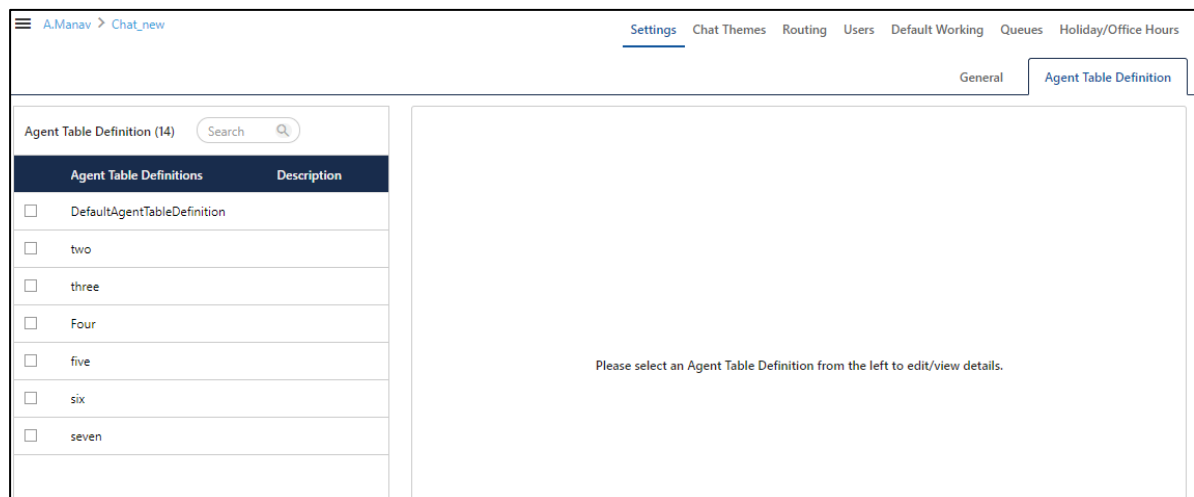 A.Manav > Chat_new
Settings Chat Themes Routing Users Default Working Queues Holiday/Office Hours
General Agent Table Definition
Agent Table Definition (14) Search
Agent Table Definitions Description
DefaultAgentTableDefinition
two
three
Four
five
six
seven
Please select an Agent Table Definition from the left to edit/view details.